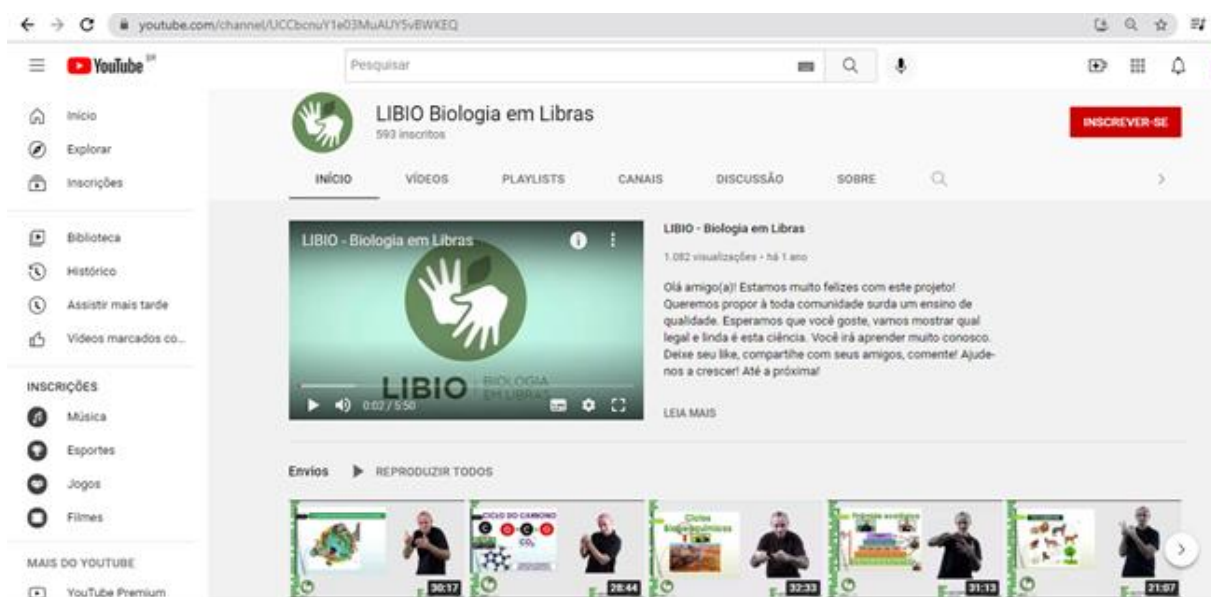 youtube.com/channel/UCCbcnuY1e03MuAUY5vBWKEQ
YouTube BR
Pesquisar
Início
Explorar
Inscrições
Biblioteca
Histórico
Assistir mais tarde
Vídeos marcados co...
INSCRIÇÕES
Música
Esportes
Jogos
Filmes
MAIS DO YOUTUBE
YouTube Premium
LIBIO Biologia em Libras
593 inscritos
INSCREVER-SE
INÍCIO VÍDEOS PLAYLISTS CANAIS DISCUSSÃO SOBRE
LIBIO - Biologia em Libras
LIBIO BIOLOGIA EM LIBRAS
0:02 / 5:50
LIBIO - Biologia em Libras
1.082 visualizações • há 1 ano
Olá amigo(a)! Estamos muito felizes com este projeto!
Queremos propor à toda comunidade surda um ensino de
qualidade. Esperamos que você goste, vamos mostrar qual
legal e linda é esta ciência. Você irá aprender muito conosco.
Deixe seu like, compartilhe com seus amigos, comente! Ajude-
nos a crescer! Até a próxima!
LEIA MAIS
Envios REPRODUZIR TODOS
30:17
CICLO DO CARBONO
CO₂
28:44
Ciclos
Biogeoquímicos
32:33
Pirâmide ecológica
31:13
21:07